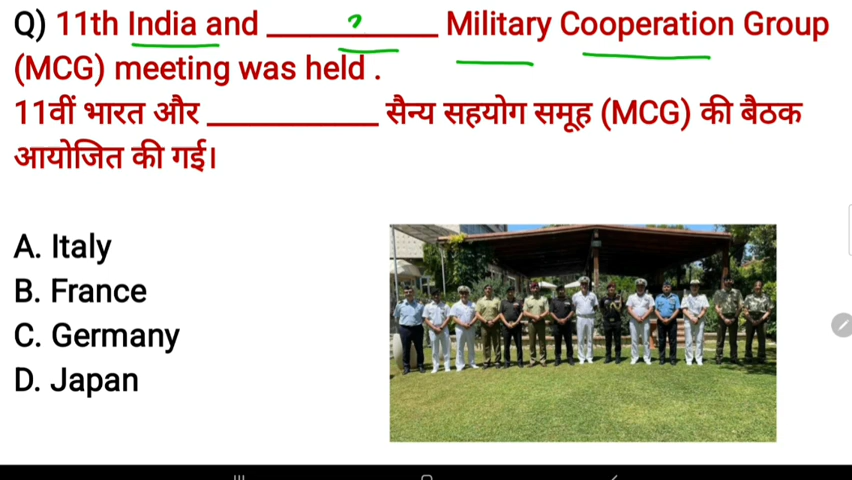 Q) 11th India and ____________ Military Cooperation Group
(MCG) meeting was held .
11वीं भारत और ____________ सैन्य सहयोग समूह (MCG) की बैठक
आयोजित की गई।
A. Italy
B. France
C. Germany
D. Japan